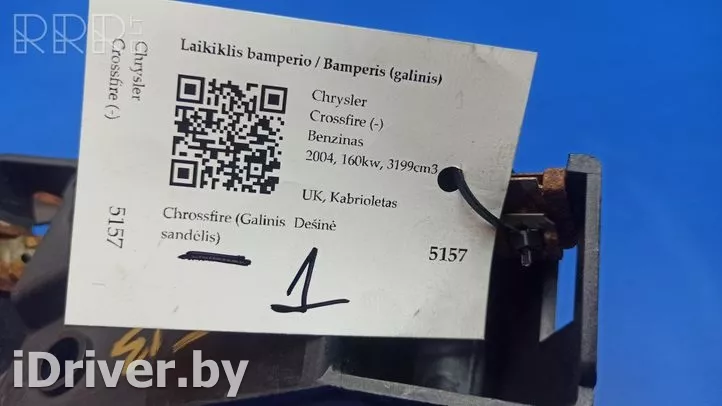 RRR.LT
Laikiklis bamperio / Bamperis (galinis)
Chrysler
Crossfire (-)
Benzinas
2004, 160kw, 3199cm3
UK, Kabrioletas
Chrossfire (Galinis Dešinė
sandėlis)
5157
1
Chrysler
Crossfire (-)
5157
iDriver.by